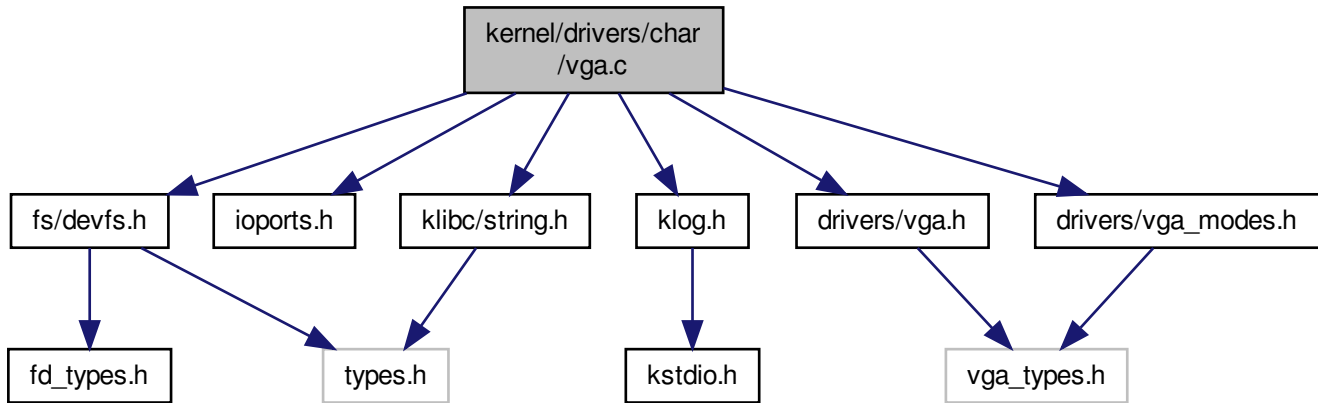 kernel/drivers/char
/vga.c
fs/devfs.h
ioports.h
klibc/string.h
klog.h
drivers/vga.h
drivers/vga_modes.h
fd_types.h
types.h
kstdio.h
vga_types.h